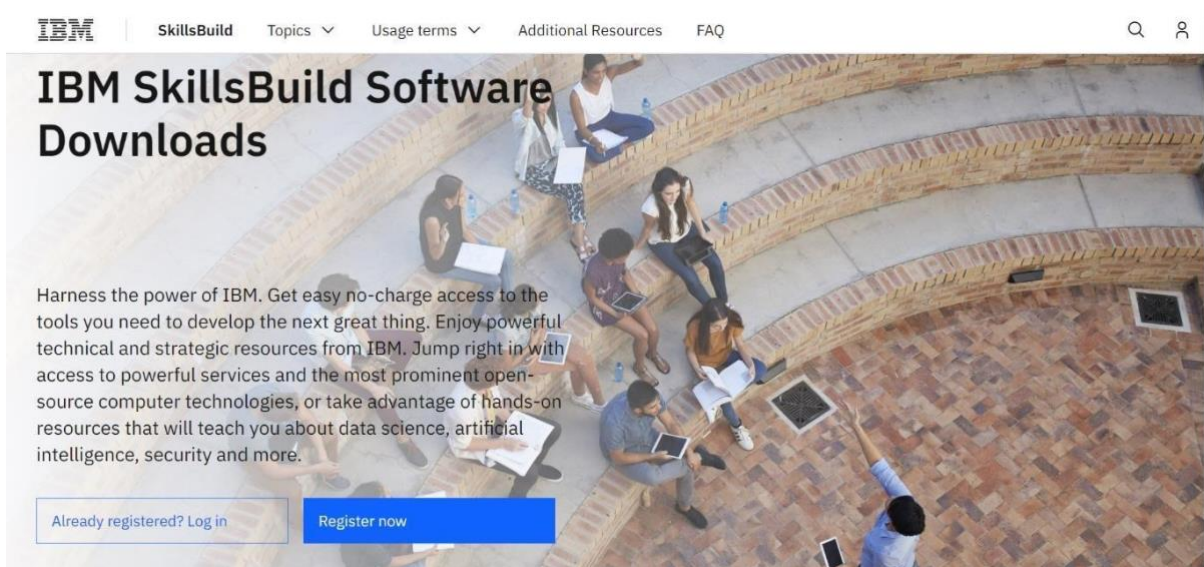 IBM
SkillsBuild
Topics
Usage terms
Additional Resources
FAQ
IBM SkillsBuild Software
Downloads
Harness the power of IBM. Get easy no-charge access to the
tools you need to develop the next great thing. Enjoy powerful
technical and strategic resources from IBM. Jump right in with
access to powerful services and the most prominent open-
source computer technologies, or take advantage of hands-on
resources that will teach you about data science, artificial
intelligence, security and more.
Already registered? Log in
Register now